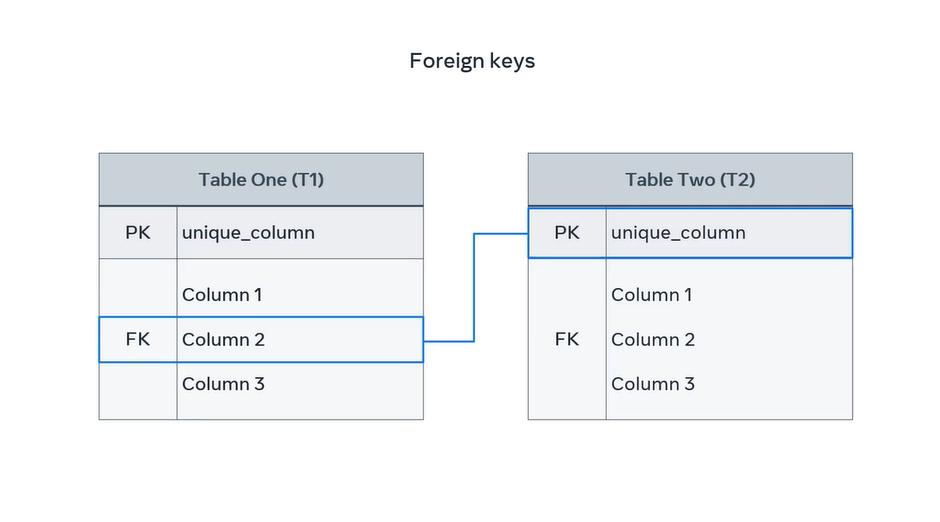 Foreign keys
Table One (T1)
PK unique_column
Column 1
FK Column 2
Column 3
Table Two (T2)
PK unique_column
Column 1
FK Column 2
Column 3